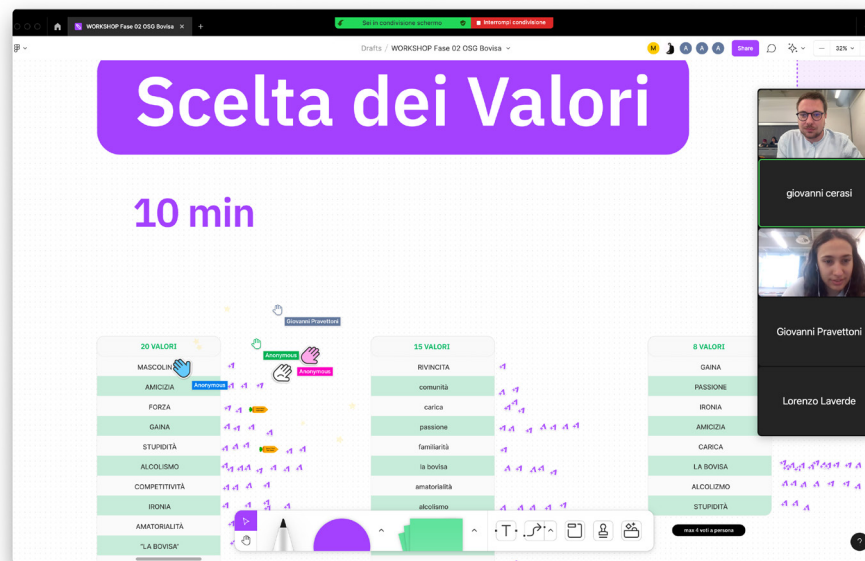 WORKSHOP Fase 02 OSG Bovisa
Sei in condivisione schermo
Interrompi condivisione
Drafts / WORKSHOP Fase 02 OSG Bovisa
M
A
A
A
Share
32%
Scelta dei Valori
10 min
giovanni cerasi
Giovanni Pravettoni
Lorenzo Laverde
Giovanni Pravettoni
Anonymous
Anonymous
Anonymous
20 VALORI
MASCOLIN
AMICIZIA
FORZA
GAINA
STUPIDITÀ
ALCOLISMO
COMPETITIVITÀ
IRONIA
AMATORIALITÀ
"LA BOVISA"
15 VALORI
RIVINCITA
comunità
carica
passione
familiarità
la bovisa
amatorialità
alcolismo
8 VALORI
GAINA
PASSIONE
IRONIA
AMICIZIA
CARICA
LA BOVISA
ALCOLIZMO
STUPIDITÀ
max 4 voti a persona
T
?